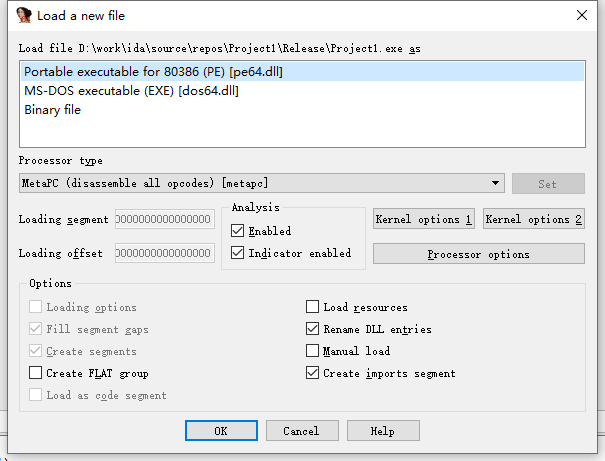 Load a new file
Load file D:\work\ida\source\repos\Project1\Release\Project1.exe as
Portable executable for 80386 (PE) [pe64.dll]
MS-DOS executable (EXE) [dos64.dll]
Binary file
Processor type
MetaPC (disassemble all opcodes) [metapc]
Set
Loading segment
Analysis
Enabled
Kernel options 1
Kernel options 2
Loading offset
Indicator enabled
Processor options
Options
Loading options
Load resources
Fill segment gaps
Rename DLL entries
Create segments
Manual load
Create FLAT group
Create imports segment
Load as code segment
OK
Cancel
Help